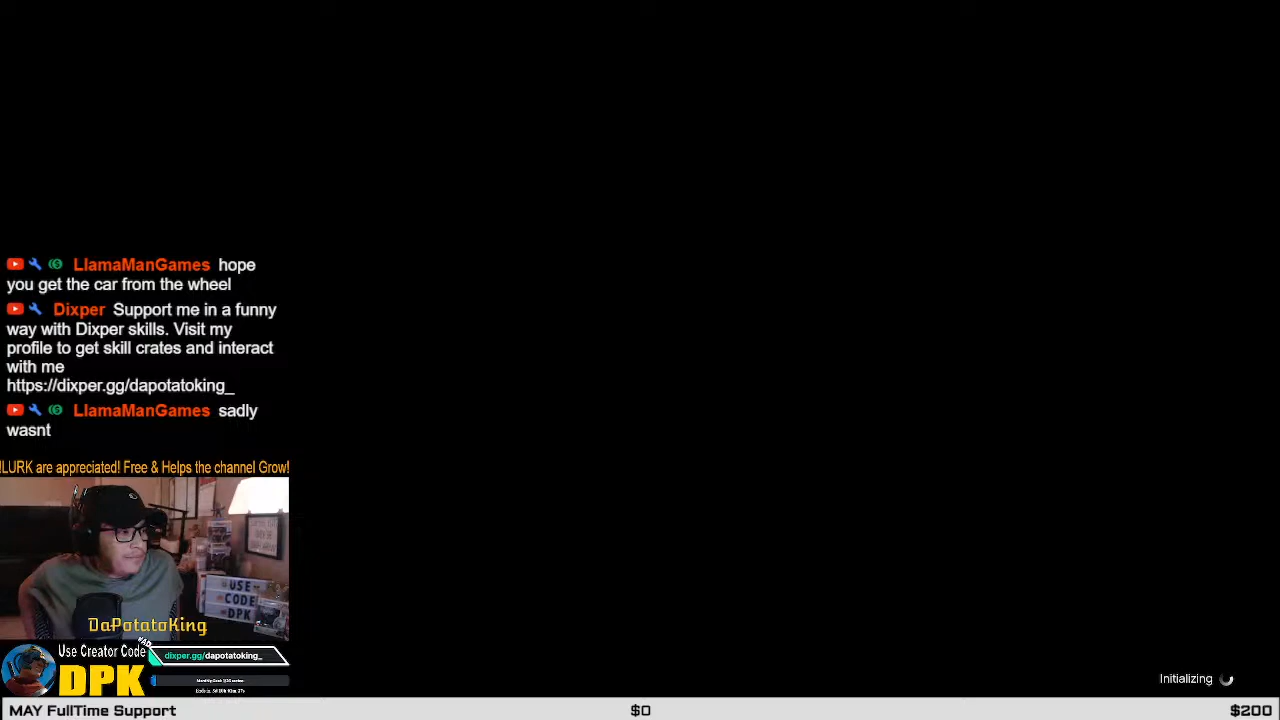 LlamaManGames hope
you get the car from the wheel
Dixper Support me in a funny
way with Dixper skills. Visit my
profile to get skill crates and interact
with me
https://dixper.gg/dapotatoking_
LlamaManGames sadly
wasnt
!LURK are appreciated! Free & Helps the channel Grow!
USE
CODE
DPK
DaPotatoKing
#AD
Use Creator Code
dixper.gg/dapotatoking_
DPK
Initializing
MAY FullTime Support $0 $200